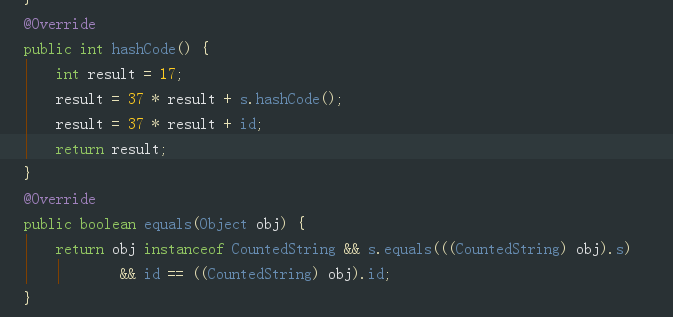 }
@Override
public int hashCode() {
    int result = 17;
    result = 37 * result + s.hashCode();
    result = 37 * result + id;
    return result;
}
@Override
public boolean equals(Object obj) {
    return obj instanceof CountedString && s.equals(((CountedString) obj).s)
            && id == ((CountedString) obj).id;
}